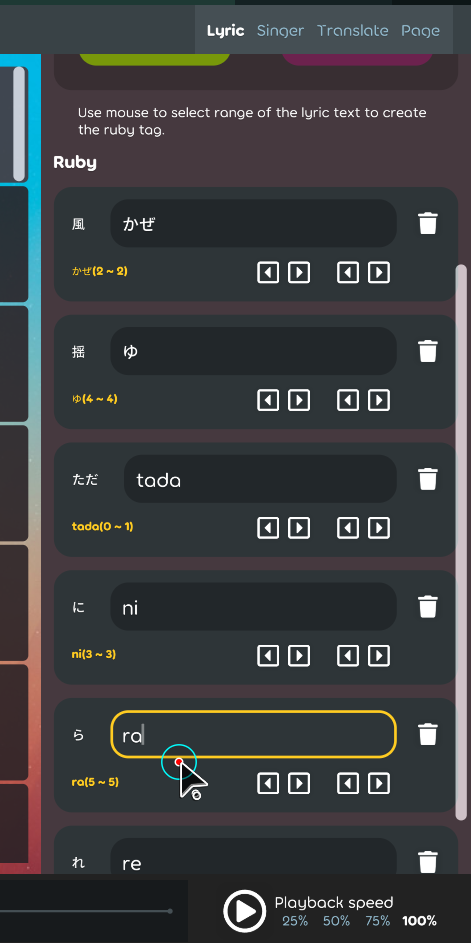 Lyric Singer Translate Page
Use mouse to select range of the lyric text to create
the ruby tag.
Ruby
風 かぜ
かぜ(2 ~ 2)
揺 ゆ
ゆ(4 ~ 4)
ただ tada
tada(0 ~ 1)
に ni
ni(3 ~ 3)
ら ra
ra(5 ~ 5)
6
れ re
Playback speed
25% 50% 75% 100%